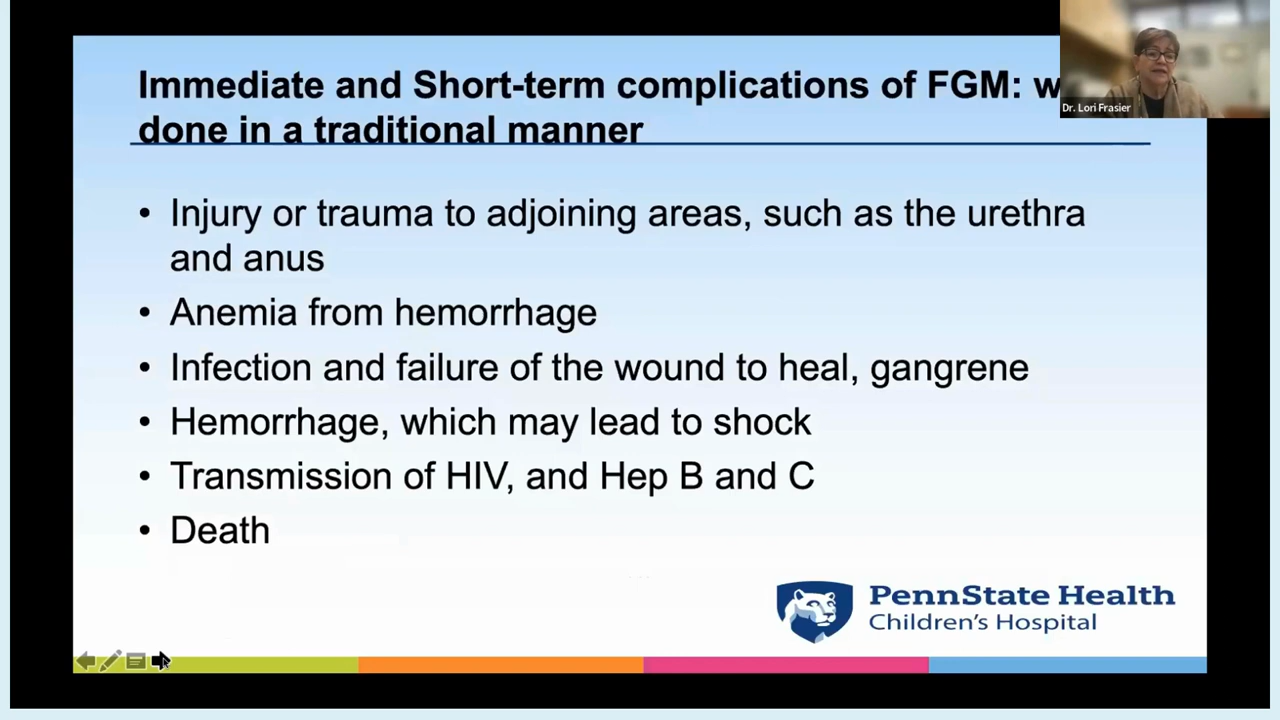 Immediate and Short-term complications of FGM: w
done in a traditional manner
Dr. Lori Frasier
• Injury or trauma to adjoining areas, such as the urethra
and anus
• Anemia from hemorrhage
• Infection and failure of the wound to heal, gangrene
• Hemorrhage, which may lead to shock
• Transmission of HIV, and Hep B and C
• Death
PennState Health
Children's Hospital